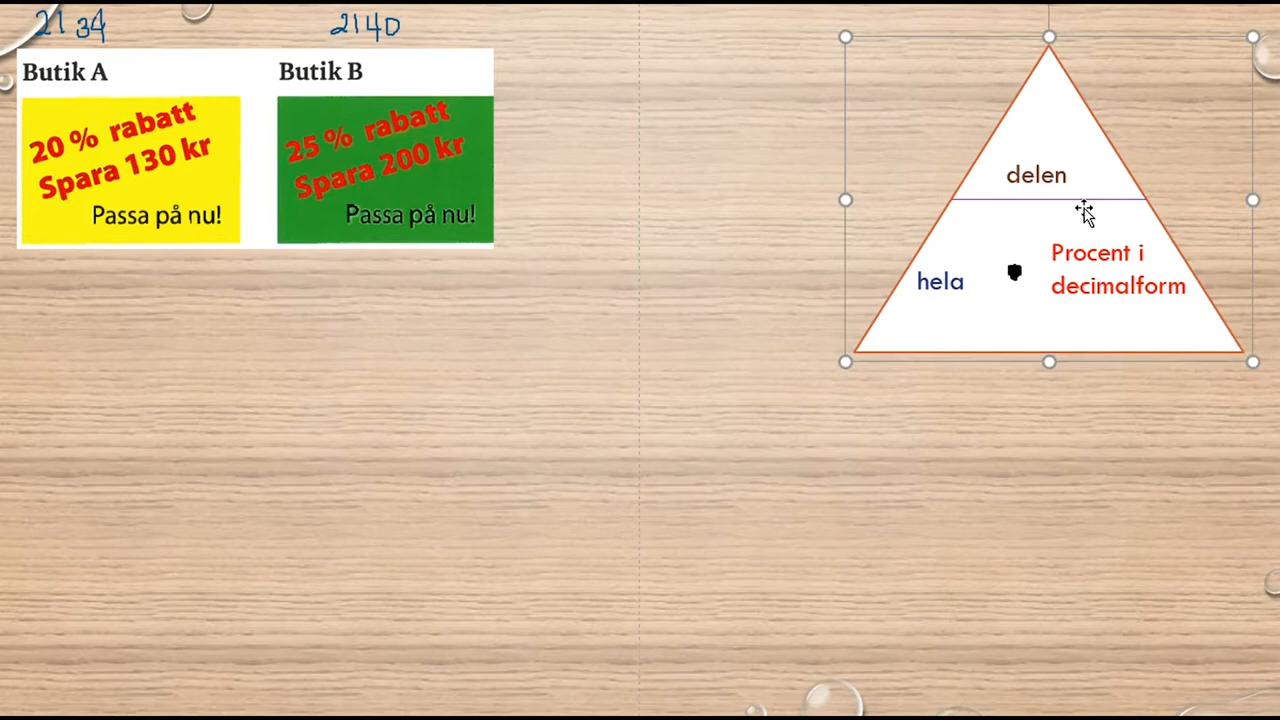 2134
2140
Butik A
Butik B
20 % rabatt
Spara 130 kr
Passa på nu!
25 % rabatt
Spara 200 kr
Passa på nu!
delen
hela
Procent i
decimalform